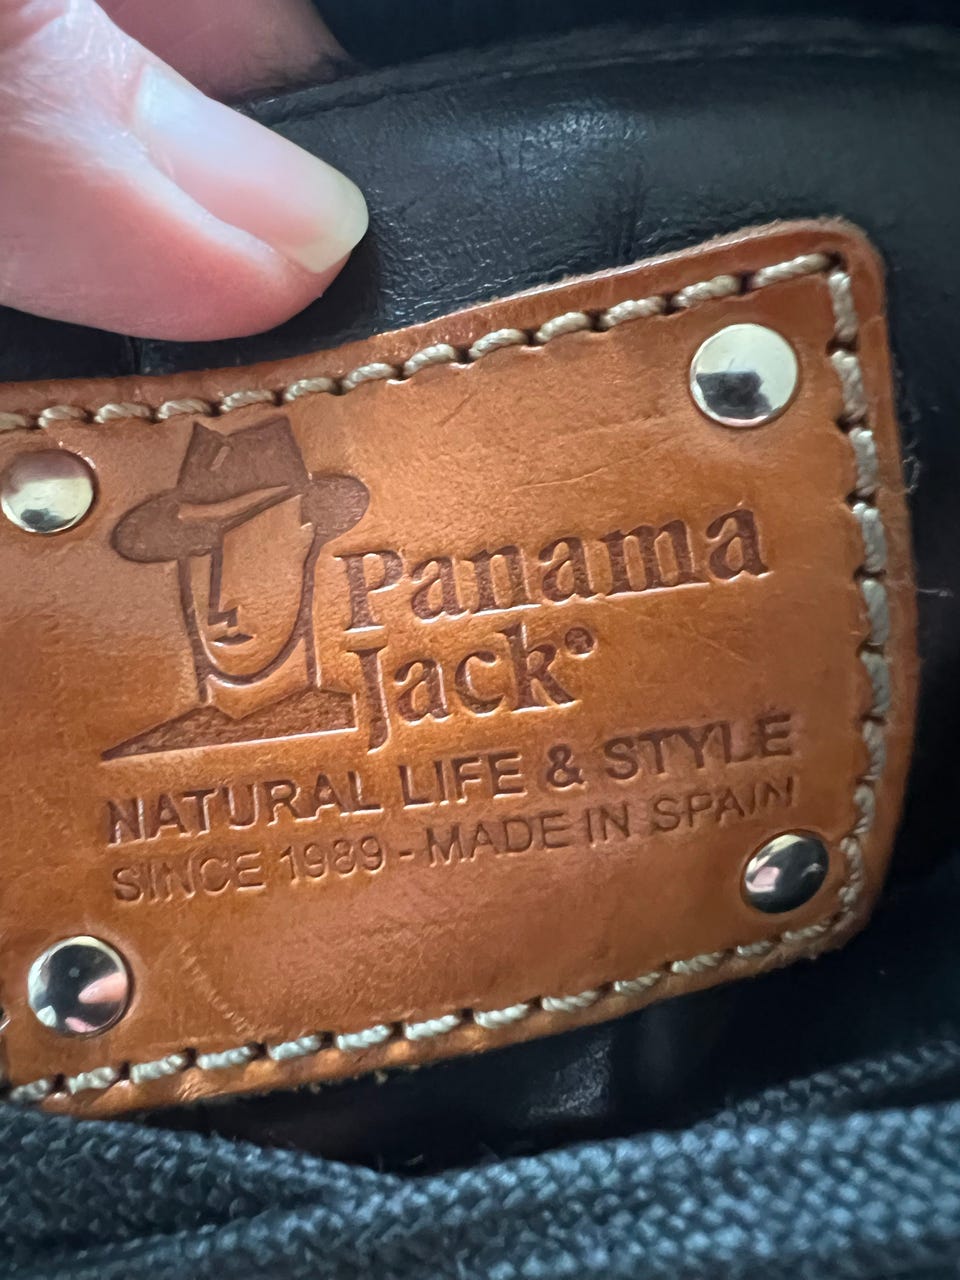 Panama
Jack®
NATURAL LIFE & STYLE
SINCE 1989 - MADE IN SPAIN